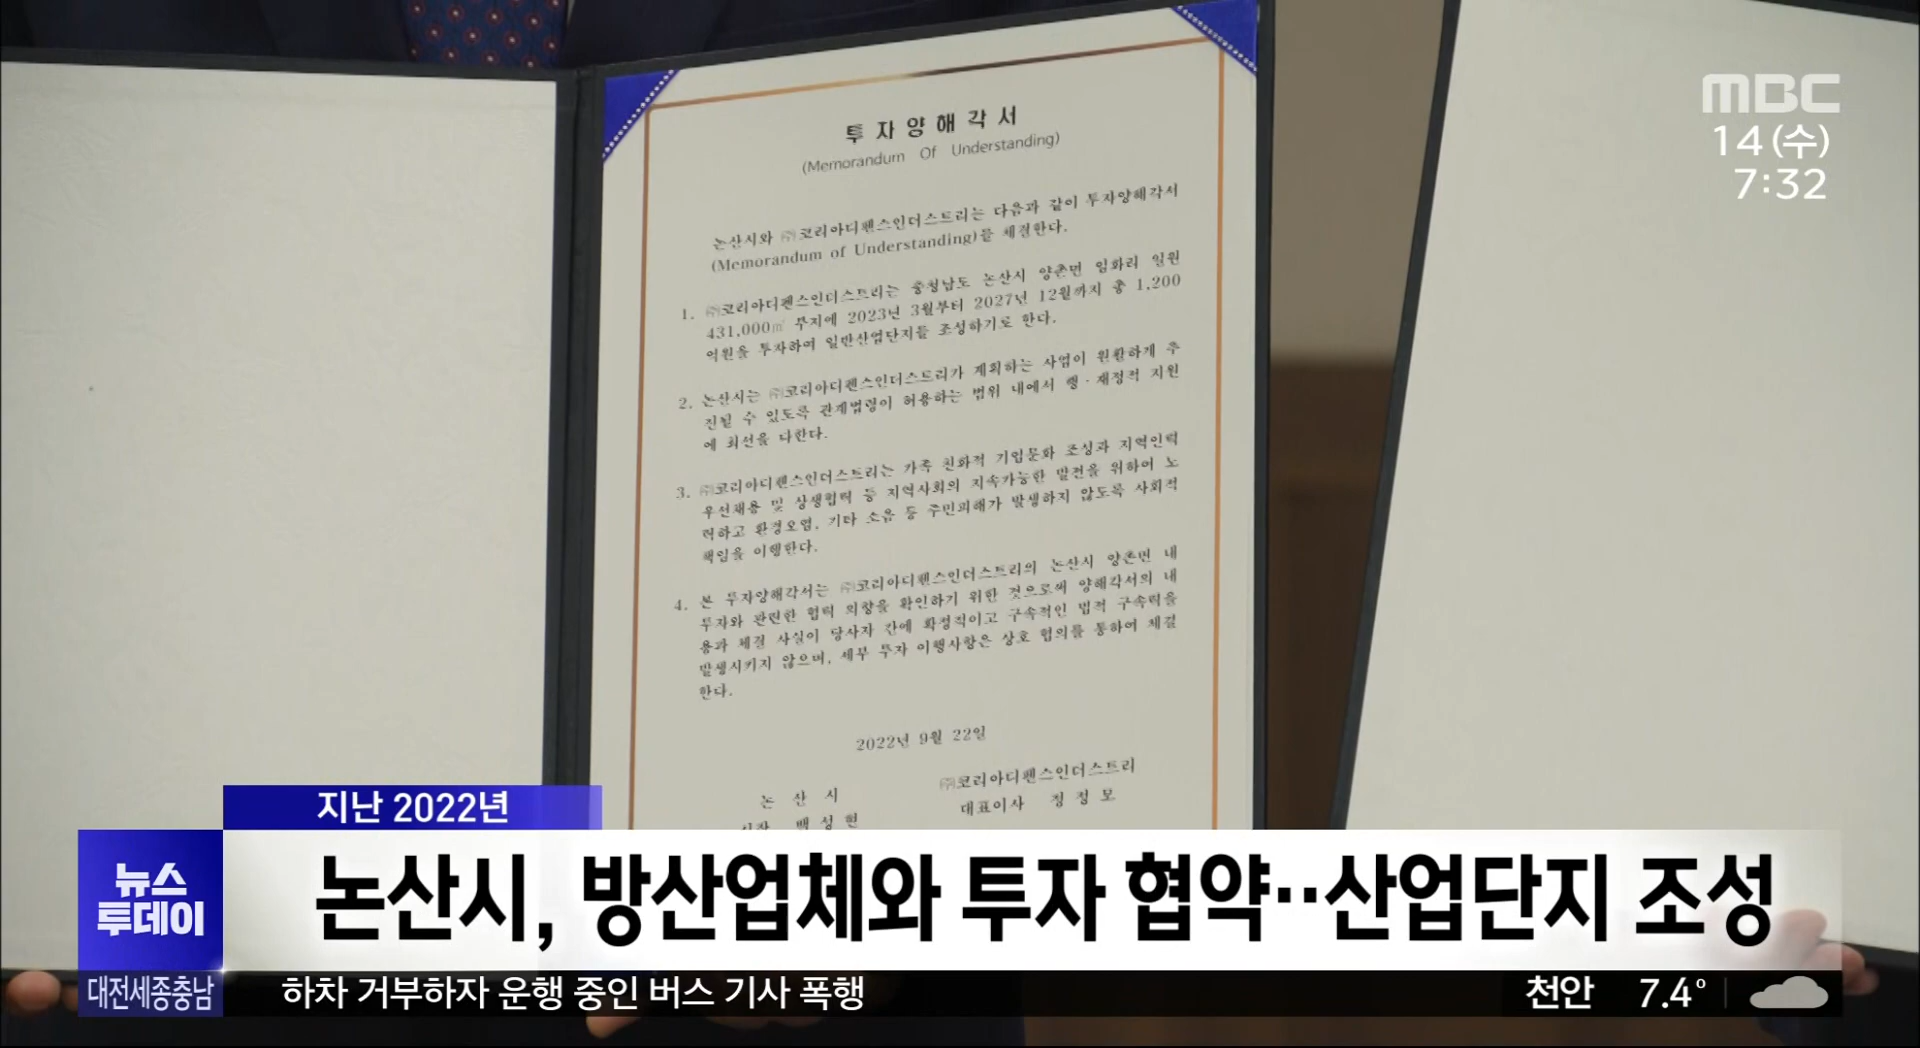 MBC
14(수)
7:32
투자양해각서
(Memorandum Of Understanding)
논산시와 ㈜코리아디펜스인더스트리는 다음과 같이 투자양해각서
(Memorandum of Understanding)를 체결한다.
1. ㈜코리아디펜스인더스트리는 충청남도 논산시 양촌면 임화리 일원
431,000㎡ 부지에 2023년 3월부터 2027년 12월까지 총 1,200
억원을 투자하여 일반산업단지를 조성하기로 한다.
2. 논산시는 ㈜코리아디펜스인더스트리가 계획하는 사업이 원활하게 추
진될 수 있도록 관계법령이 허용하는 범위 내에서 행·재정적 지원
에 최선을 다한다.
3. ㈜코리아디펜스인더스트리는 가족 친화적 기업문화 조성과 지역인력
우선채용 및 상생협력 등 지역사회의 지속가능한 발전을 위하여 노
력하고 환경오염, 기타 소음 등 주민피해가 발생하지 않도록 사회적
책임을 이행한다.
4. 본 투자양해각서는 ㈜코리아디펜스인더스트리의 논산시 양촌면 내
투자와 관련한 협력 의향을 확인하기 위한 것으로써 양해각서의 내
용과 체결 사실이 당사자 간에 확정적이고 구속적인 법적 구속력을
발생시키지 않으며, 세부 투자 이행사항은 상호 협의를 통하여 체결
한다.
2022년 9월 22일
논 산 시
㈜코리아디펜스인더스트리
시장 백성현
대표이사 정정모
지난 2022년
뉴스
투데이
논산시, 방산업체와 투자 협약··산업단지 조성
대전세종충남
하차 거부하자 운행 중인 버스 기사 폭행
천안 7.4°